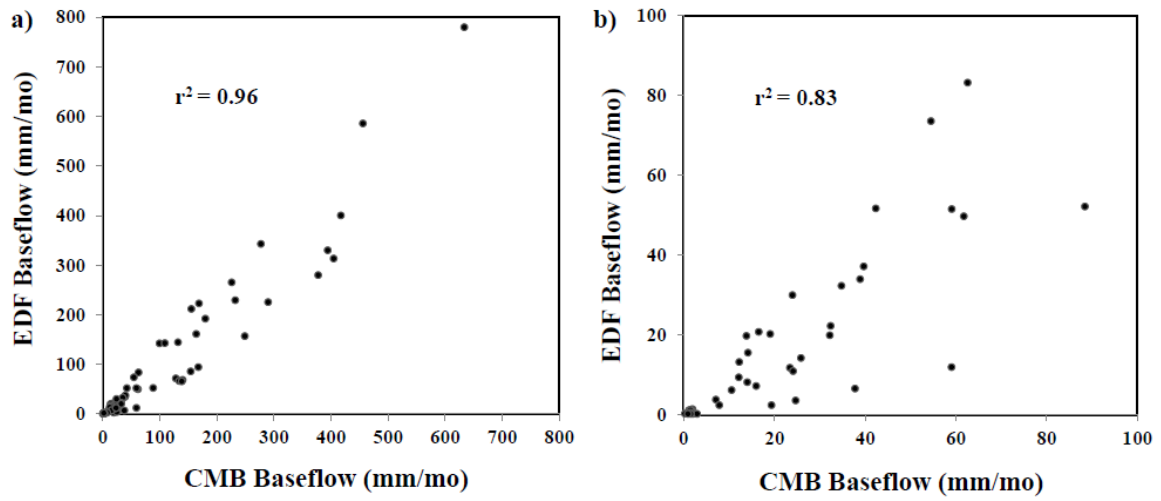 a)
EDF Baseflow (mm/mo)
800
700
600
500
400
300
200
100
0
r² = 0.96
0 100 200 300 400 500 600 700 800
CMB Baseflow (mm/mo)
b)
EDF Baseflow (mm/mo)
100
80
60
40
20
0
r² = 0.83
0 20 40 60 80 100
CMB Baseflow (mm/mo)